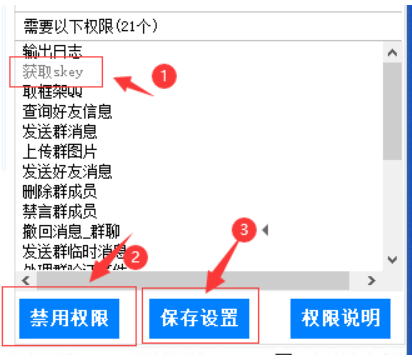 需要以下权限(21个)
输出日志
获取skey
1
取框架QQ
查询好友信息
发送群消息
上传群图片
发送好友消息
删除群成员
禁言群成员
撤回消息_群聊
3
发送群临时消息
2
禁用权限
保存设置
权限说明